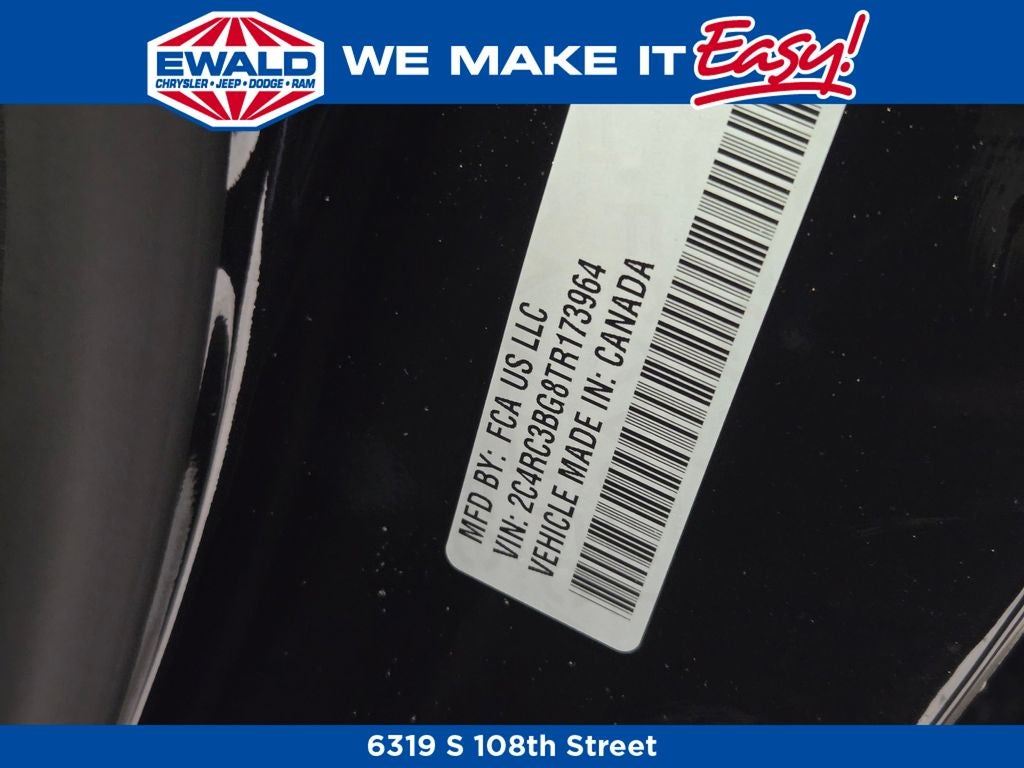 EWALD
CHRYSLER • JEEP • DODGE • RAM
WE MAKE IT Easy!
MFD BY: FCA US LLC
VIN: 2C4RC3BG8TR173964
VEHICLE MADE IN: CANADA
6319 S 108th Street